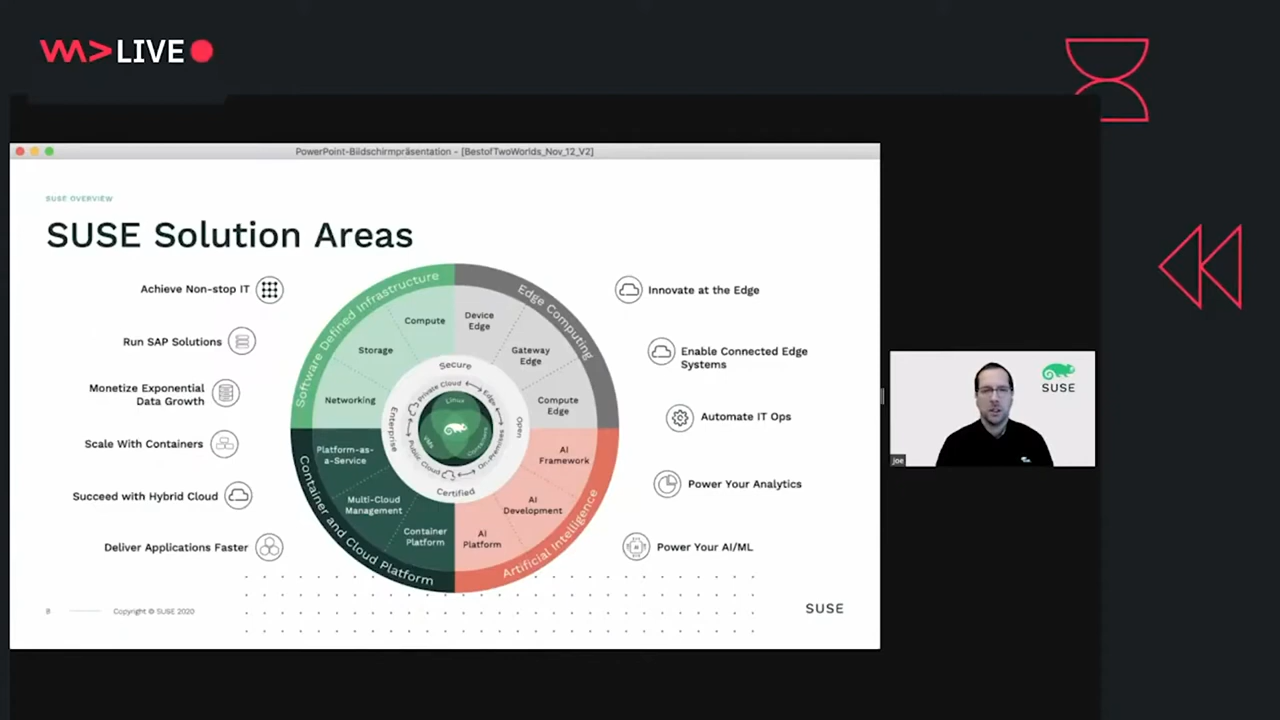 LIVE
PowerPoint-Bildschirmpräsentation - [BestofTwoWorlds_Nov_12_V2]
SUSE OVERVIEW
SUSE Solution Areas
Achieve Non-stop IT
Run SAP Solutions
Monetize Exponential
Data Growth
Scale With Containers
Succeed with Hybrid Cloud
Deliver Applications Faster
Software Defined Infrastructure
Compute
Storage
Networking
Edge Computing
Device
Edge
Gateway
Edge
Compute
Edge
Container and Cloud Platform
Platform-as-
a-Service
Multi-Cloud
Management
Container
Platform
Artificial Intelligence
AI
Framework
AI
Development
AI
Platform
Secure
Open
Certified
Enterprise
Private Cloud
Edge
On-Premises
Public Cloud
Linux
VMs
Containers
Innovate at the Edge
Enable Connected Edge
Systems
Automate IT Ops
Power Your Analytics
Power Your AI/ML
8
Copyright © SUSE 2020
SUSE
SUSE
joe